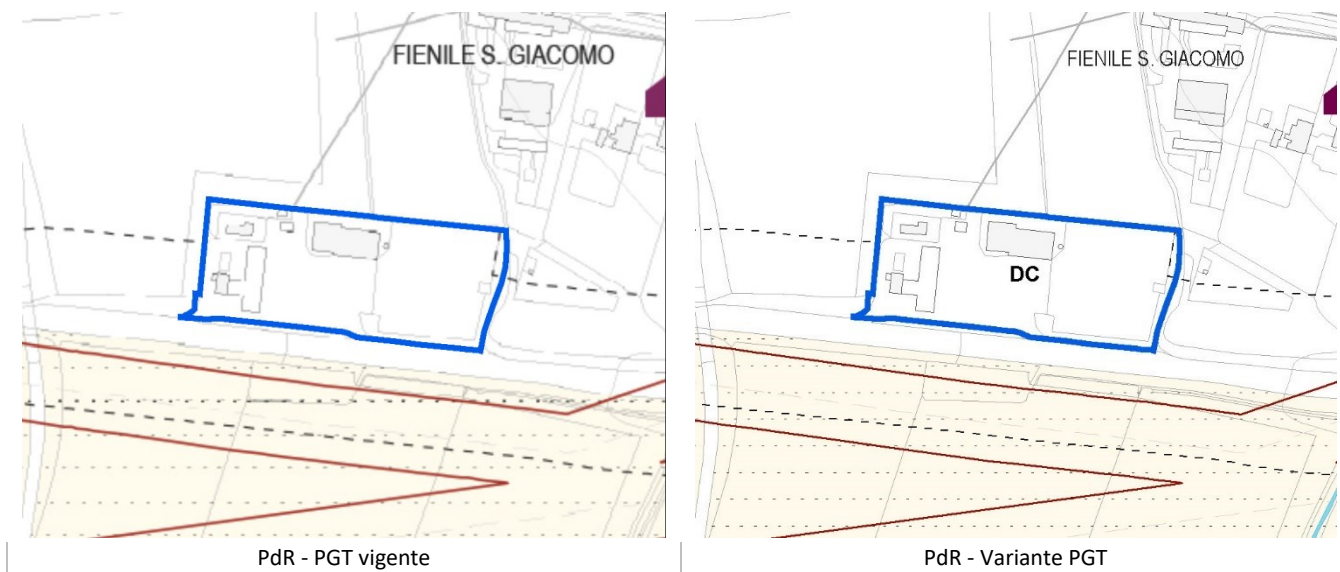 FIENILE S. GIACOMO
FIENILE S. GIACOMO
DC
PdR - PGT vigente
PdR - Variante PGT